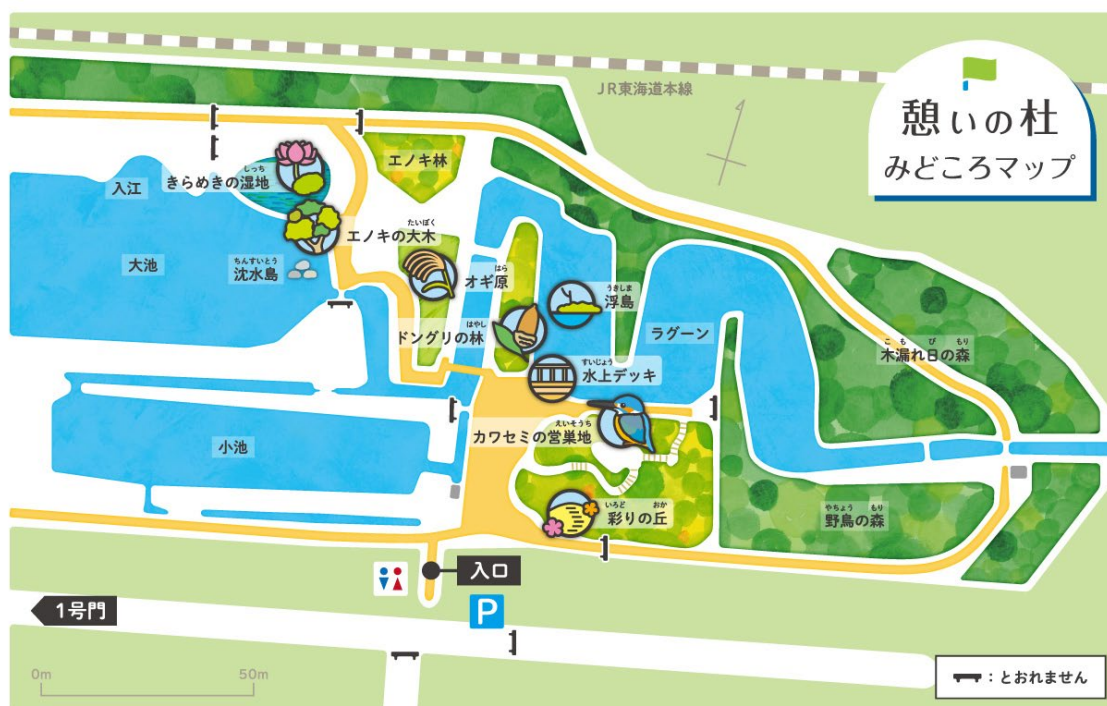 JR東海道本線
憩いの杜
みどころマップ
エノキ林
しっち
きらめきの湿地
入江
たいぼく
エノキの大木
大池
ちんすいとう
沈水島
はら
オギ原
うきしま
浮島
はやし
ドングリの林
ラグーン
こもび もり
木漏れ日の森
すいじょう
水上デッキ
えいそうち
カワセミの営巣地
小池
いろど おか
彩りの丘
やちょう もり
野鳥の森
入口
P
1号門
0m 50m
:とおれません